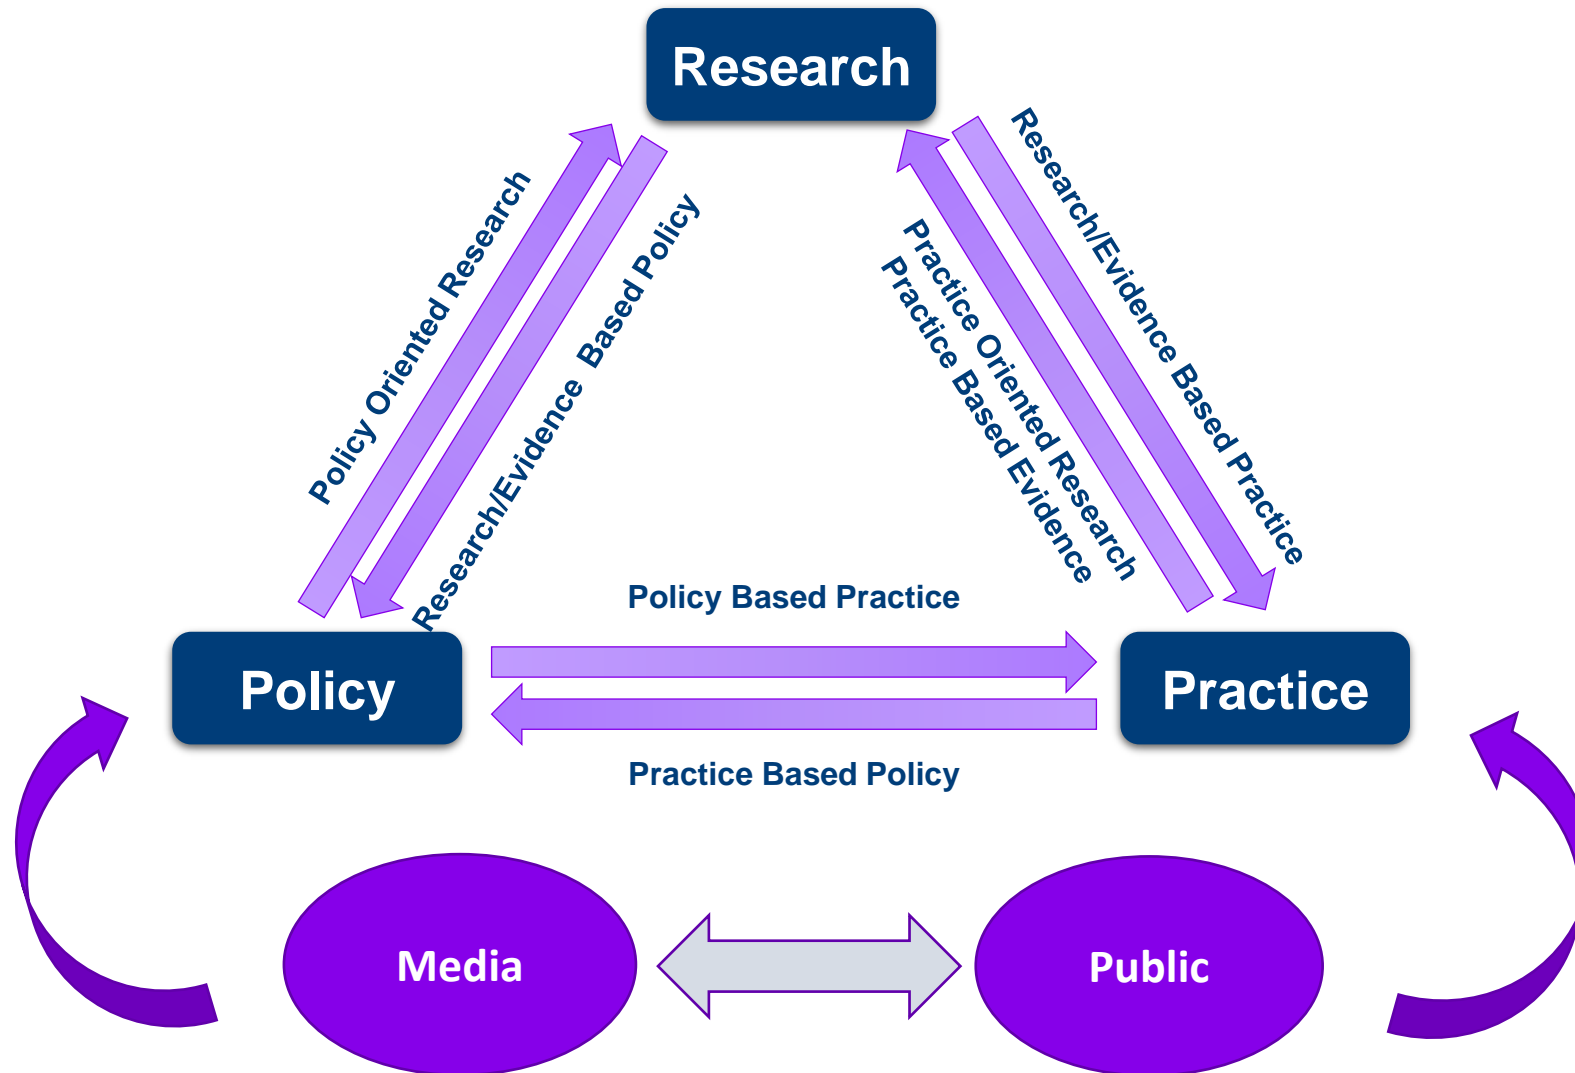 Research
Policy Oriented Research
Research/Evidence Based Policy
Practice Oriented Research
Practice Based Evidence
Research/Evidence Based Practice
Policy Based Practice
Policy
Practice
Practice Based Policy
Media
Public